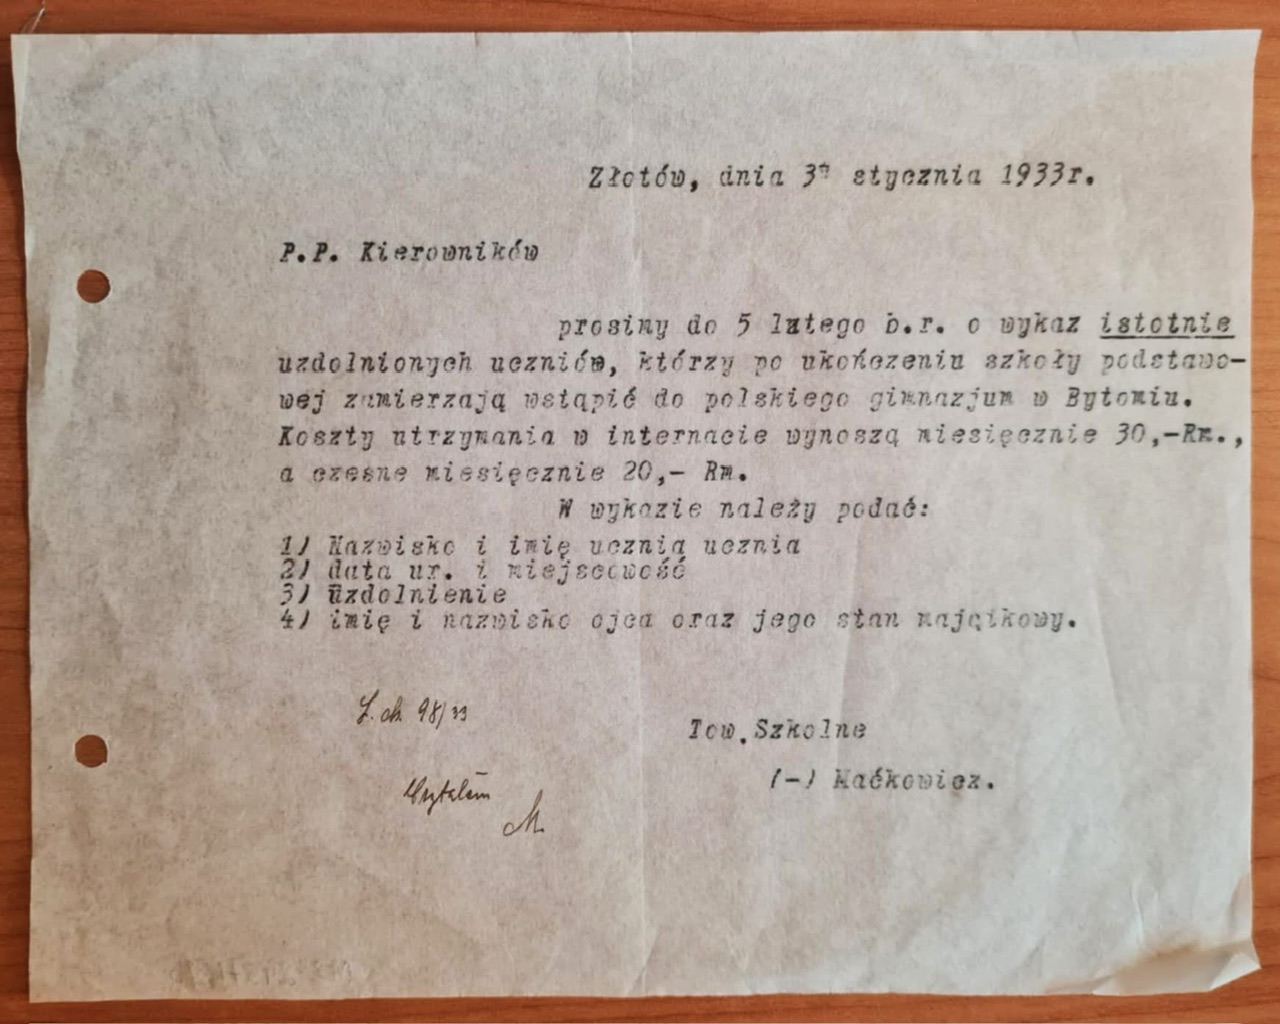 Złotów, dnia 3 stycznia 1933r.
P.P. Kierowników
prosimy do 5 lutego b.r. o wykaz istotnie
uzdolnionych uczniów, którzy po ukończeniu szkoły podstawo-
wej zamierzają wstąpić do polskiego gimnazjum w Bytomiu.
Koszty utrzymania w internacie wynoszą miesięcznie 30,-Rm.,
a czesne miesięcznie 20,- Rm.
W wykazie należy podać:
1) Nazwisko i imię ucznia ucznia
2) data ur. i miejscowość
3) uzdolnienie
4) imię i nazwisko ojca oraz jego stan majątkowy.
L. ch 98/33
Tow. Szkolne
(-) Maćkowicz.
Czytałem
M